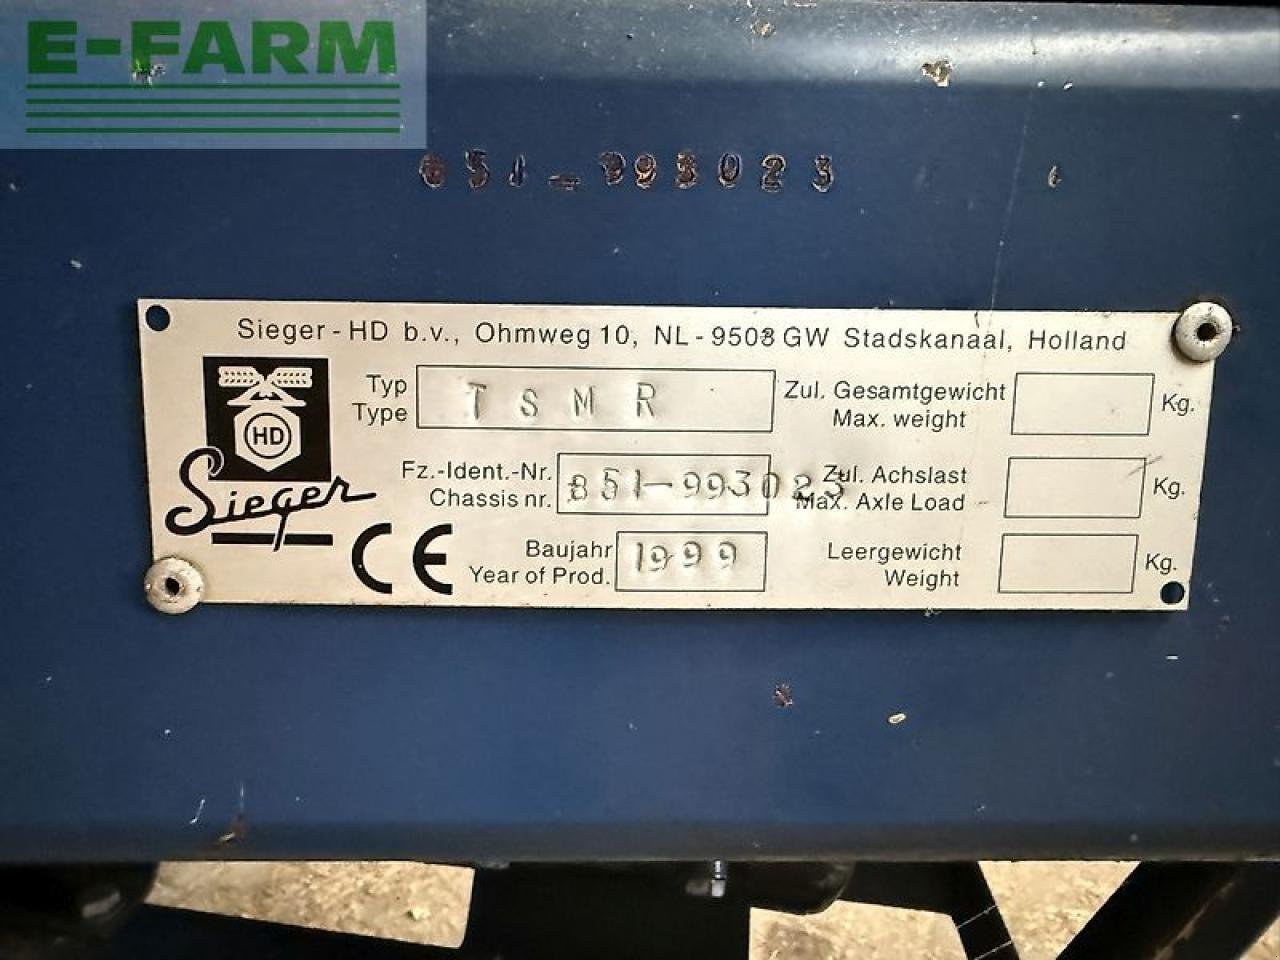 E-FARM
851-993023
Sieger-HD b.v., Ohmweg 10, NL-9503 GW Stadskanaal, Holland
HD
Sieger
CE
Typ
Type
TSMR
Zul. Gesamtgewicht
Max. weight
Kg.
Fz.-Ident.-Nr.
Chassis nr.
851-993023
Zul. Achslast
Max. Axle Load
Kg.
Baujahr
Year of Prod.
1999
Leergewicht
Weight
Kg.